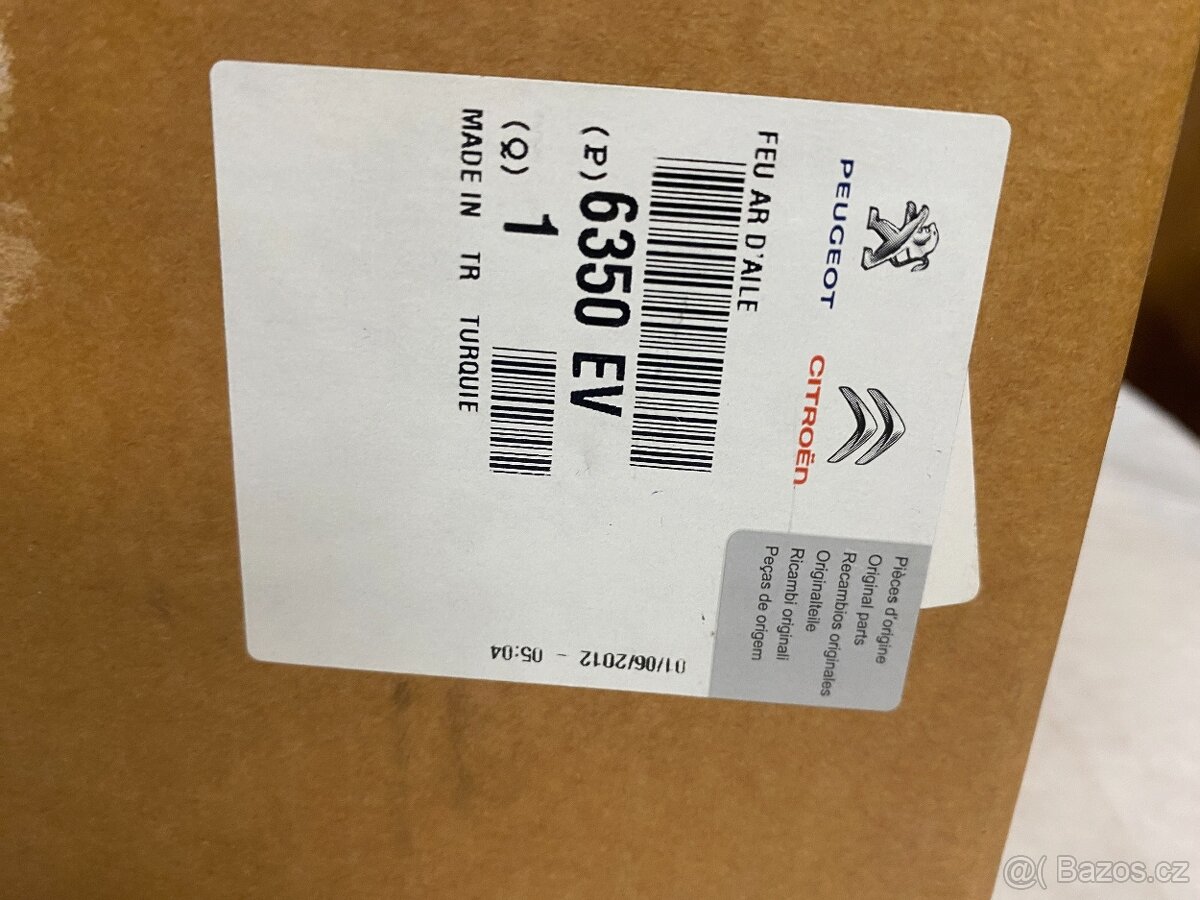 PEUGEOT
CITROËN
Pièces d'origine
Original parts
Recambios originales
Originalteile
Ricambi originali
Peças de origem
FEU AR D'AILE
(P) 6350 EV
(Q) 1
MADE IN TR TURQUIE
01/06/2012 - 05:04
@( Bazos.cz